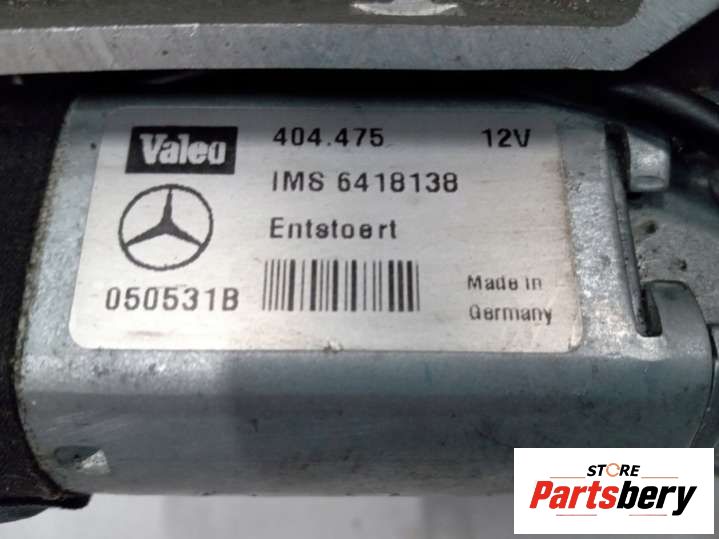 Valeo 404.475 12V
IMS 6418138
Entstoert
050531B
Made in
Germany
STORE
Partsbery